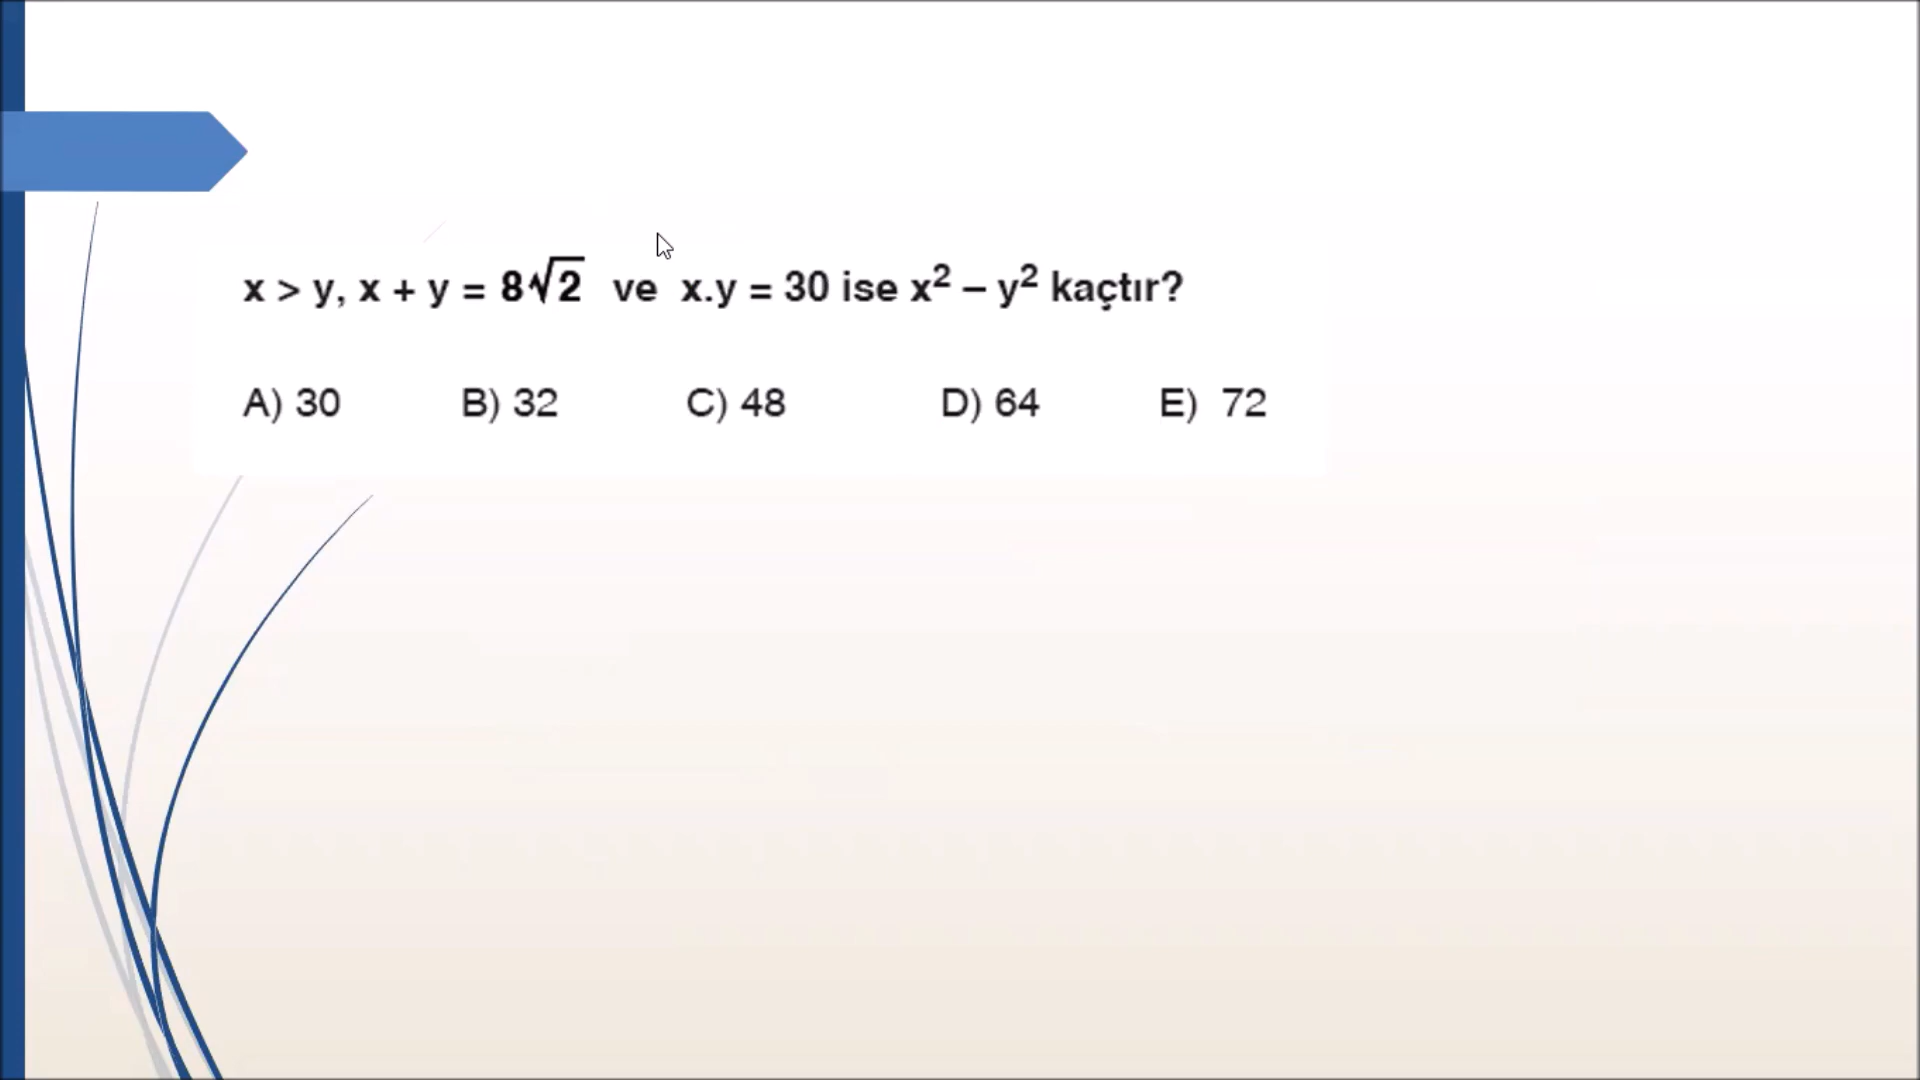 x > y, x + y = 8√2 ve x.y = 30 ise x² – y² kaçtır?
A) 30 B) 32 C) 48 D) 64 E) 72